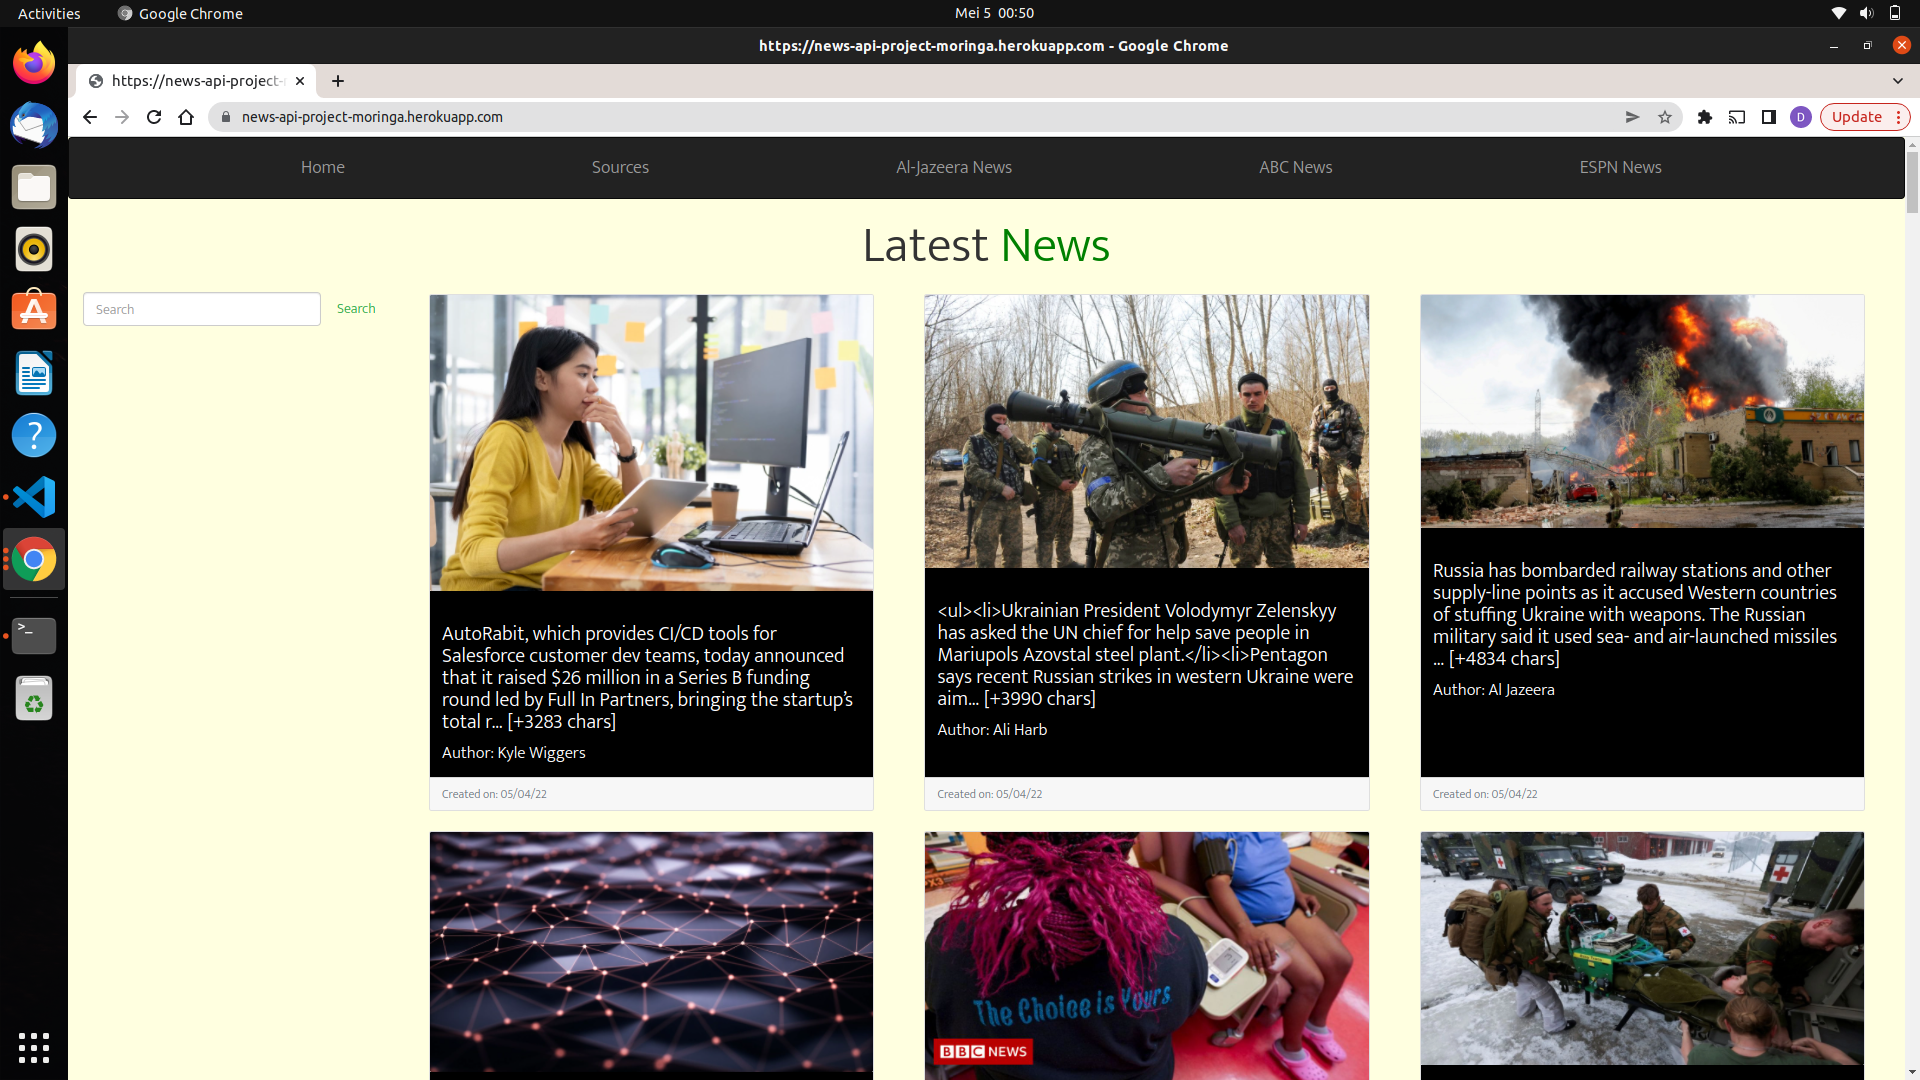 Activities
Google Chrome
Mei 5 00:50
https://news-api-project-moringa.herokuapp.com - Google Chrome
https://news-api-project-
news-api-project-moringa.herokuapp.com
D
Update
Home
Sources
Al-Jazeera News
ABC News
ESPN News
Latest News
Search
Search
AutoRabit, which provides CI/CD tools for
Salesforce customer dev teams, today announced
that it raised $26 million in a Series B funding
round led by Full In Partners, bringing the startup’s
total r… [+3283 chars]
Author: Kyle Wiggers
Created on: 05/04/22
<ul><li>Ukrainian President Volodymyr Zelenskyy
has asked the UN chief for help save people in
Mariupols Azovstal steel plant.</li><li>Pentagon
says recent Russian strikes in western Ukraine were
aim… [+3990 chars]
Author: Ali Harb
Created on: 05/04/22
Russia has bombarded railway stations and other
supply-line points as it accused Western countries
of stuffing Ukraine with weapons. The Russian
military said it used sea- and air-launched missiles
… [+4834 chars]
Author: Al Jazeera
Created on: 05/04/22
The Choice is Yours
BBC NEWS